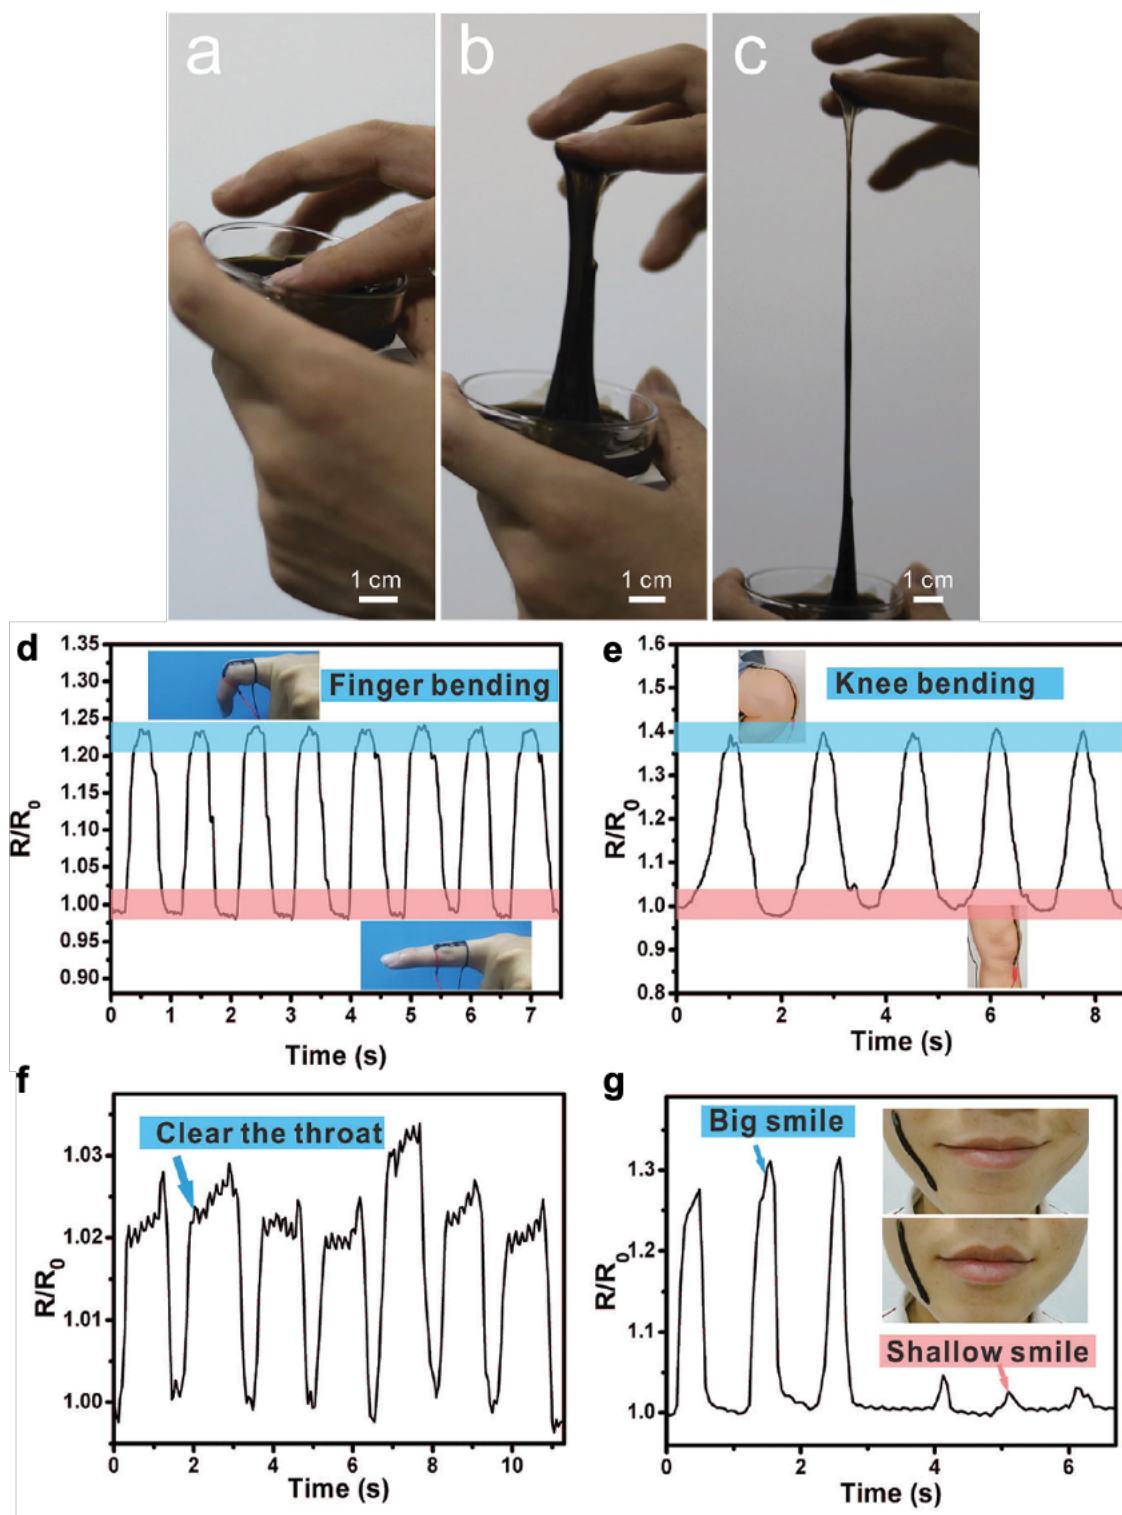 a
b
c
1 cm
1 cm
1 cm
d
1.35
1.30
1.25
1.20
1.15
1.10
1.05
1.00
0.95
0.90
R/R0
Finger bending
0 1 2 3 4 5 6 7
Time (s)
e
1.6
1.5
1.4
1.3
1.2
1.1
1.0
0.9
0.8
R/R0
Knee bending
0 2 4 6 8
Time (s)
f
1.03
1.02
1.01
1.00
R/R0
Clear the throat
0 2 4 6 8 10
Time (s)
g
1.3
1.2
1.1
1.0
R/R0
Big smile
Shallow smile
0 2 4 6
Time (s)